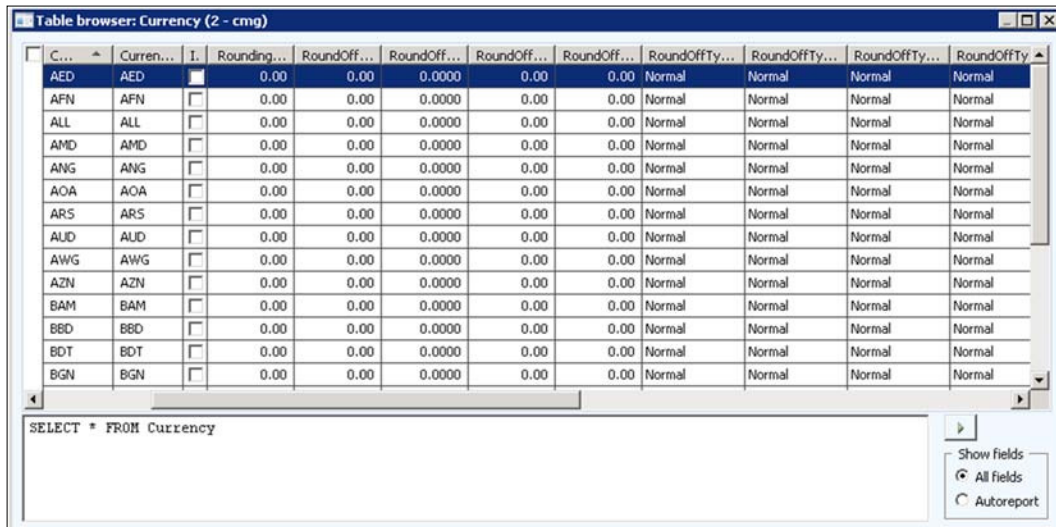 Table browser: Currency (2 - cmg)
C... Curren... I. Rounding... RoundOff... RoundOff... RoundOff... RoundOff... RoundOffTy... RoundOffTy... RoundOffTy... RoundOffTy
AED AED 0.00 0.00 0.0000 0.00 0.00 Normal Normal Normal Normal
AFN AFN 0.00 0.00 0.0000 0.00 0.00 Normal Normal Normal Normal
ALL ALL 0.00 0.00 0.0000 0.00 0.00 Normal Normal Normal Normal
AMD AMD 0.00 0.00 0.0000 0.00 0.00 Normal Normal Normal Normal
ANG ANG 0.00 0.00 0.0000 0.00 0.00 Normal Normal Normal Normal
AOA AOA 0.00 0.00 0.0000 0.00 0.00 Normal Normal Normal Normal
ARS ARS 0.00 0.00 0.0000 0.00 0.00 Normal Normal Normal Normal
AUD AUD 0.00 0.00 0.0000 0.00 0.00 Normal Normal Normal Normal
AWG AWG 0.00 0.00 0.0000 0.00 0.00 Normal Normal Normal Normal
AZN AZN 0.00 0.00 0.0000 0.00 0.00 Normal Normal Normal Normal
BAM BAM 0.00 0.00 0.0000 0.00 0.00 Normal Normal Normal Normal
BBD BBD 0.00 0.00 0.0000 0.00 0.00 Normal Normal Normal Normal
BDT BDT 0.00 0.00 0.0000 0.00 0.00 Normal Normal Normal Normal
BGN BGN 0.00 0.00 0.0000 0.00 0.00 Normal Normal Normal Normal
SELECT * FROM Currency
Show fields
All fields
Autoreport